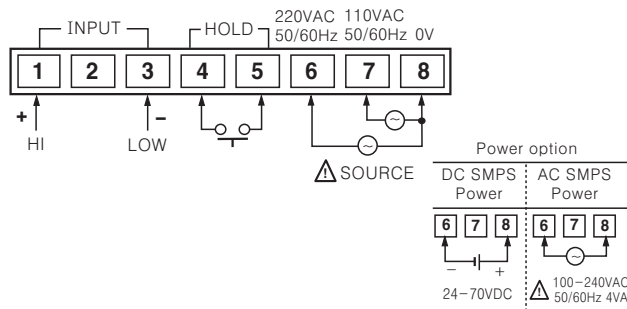 INPUT HOLD 220VAC 110VAC
50/60Hz 50/60Hz 0V
1 2 3 4 5 6 7 8
+ −
HI LOW
SOURCE
Power option
DC SMPS AC SMPS
Power Power
6 7 8 6 7 8
− +
24−70VDC 100−240VAC
50/60Hz 4VA